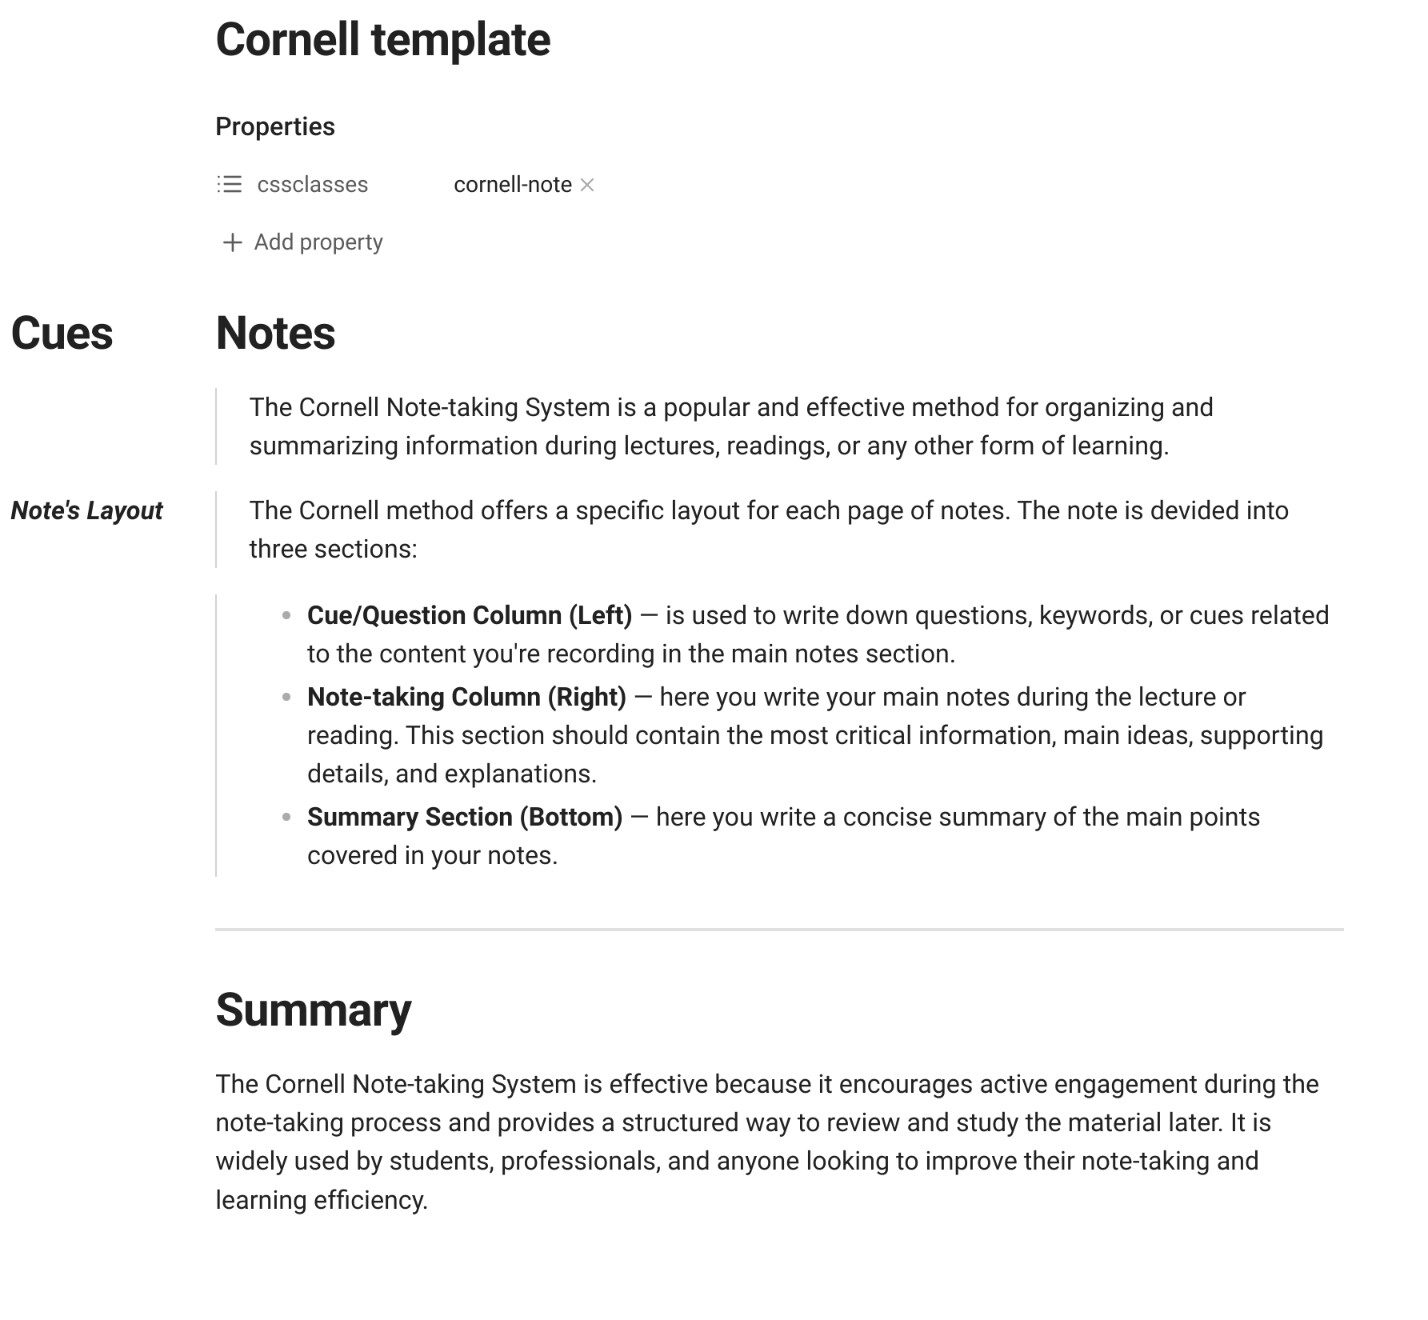 Cornell template
Properties
cssclasses cornell-note
Add property
Cues Notes
The Cornell Note-taking System is a popular and effective method for organizing and
summarizing information during lectures, readings, or any other form of learning.
Note's Layout The Cornell method offers a specific layout for each page of notes. The note is devided into
three sections:
Cue/Question Column (Left) — is used to write down questions, keywords, or cues related
to the content you're recording in the main notes section.
Note-taking Column (Right) — here you write your main notes during the lecture or
reading. This section should contain the most critical information, main ideas, supporting
details, and explanations.
Summary Section (Bottom) — here you write a concise summary of the main points
covered in your notes.
Summary
The Cornell Note-taking System is effective because it encourages active engagement during the
note-taking process and provides a structured way to review and study the material later. It is
widely used by students, professionals, and anyone looking to improve their note-taking and
learning efficiency.